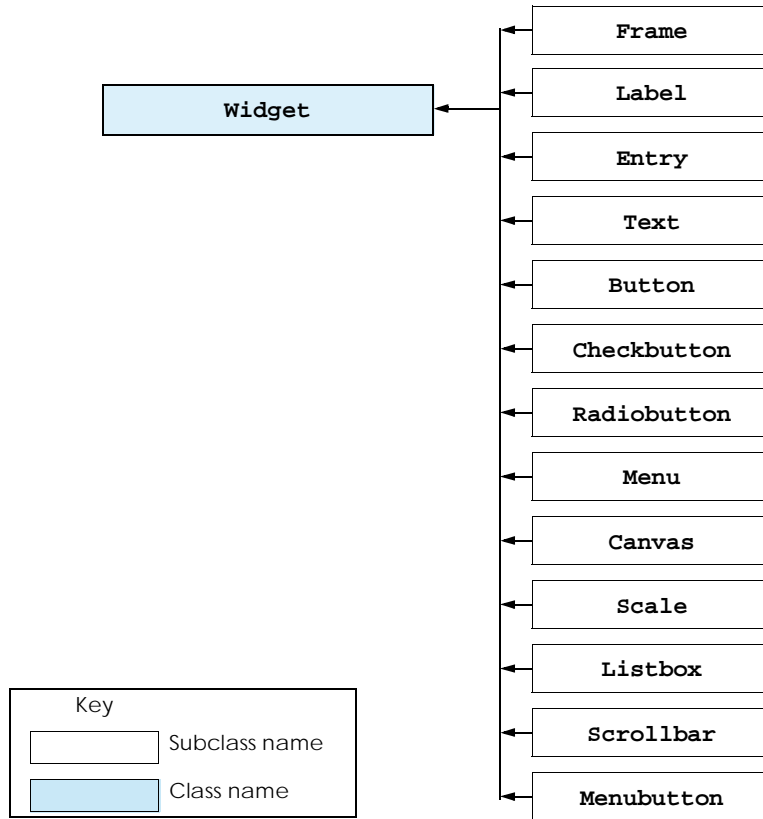 Frame
Widget
Label
Entry
Text
Button
Checkbutton
Radiobutton
Menu
Canvas
Scale
Listbox
Scrollbar
Menubutton
Key
Subclass name
Class name